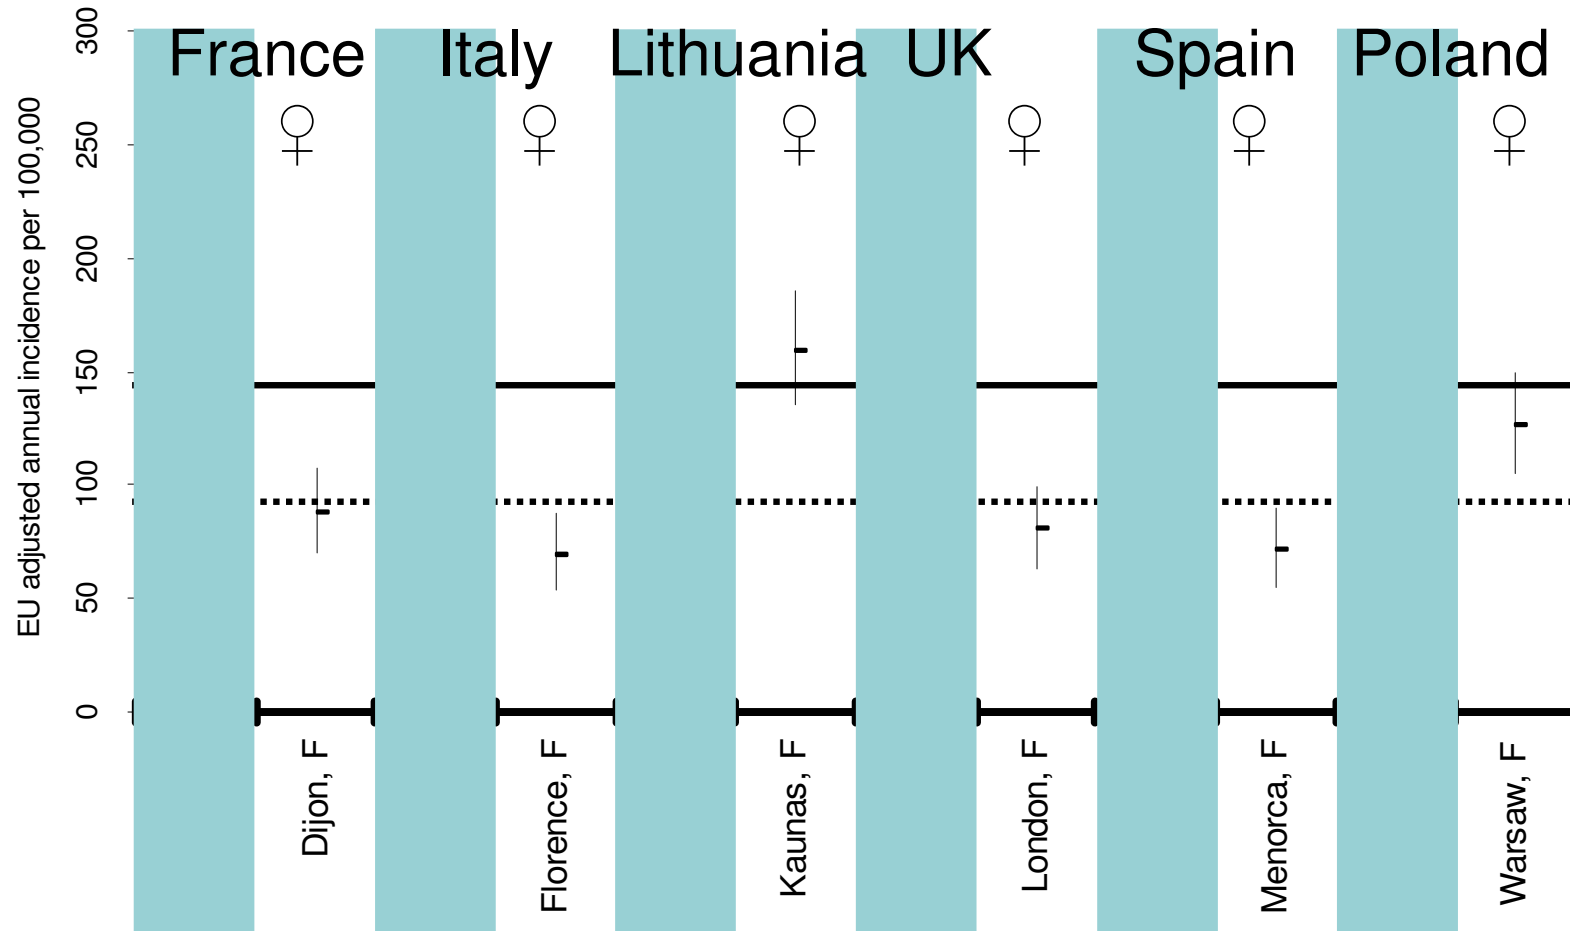 France Italy Lithuania UK Spain Poland
♀ ♀ ♀ ♀ ♀ ♀
EU adjusted annual incidence per 100,000
300
250
200
150
100
50
0
Dijon, F
Florence, F
Kaunas, F
London, F
Menorca, F
Warsaw, F